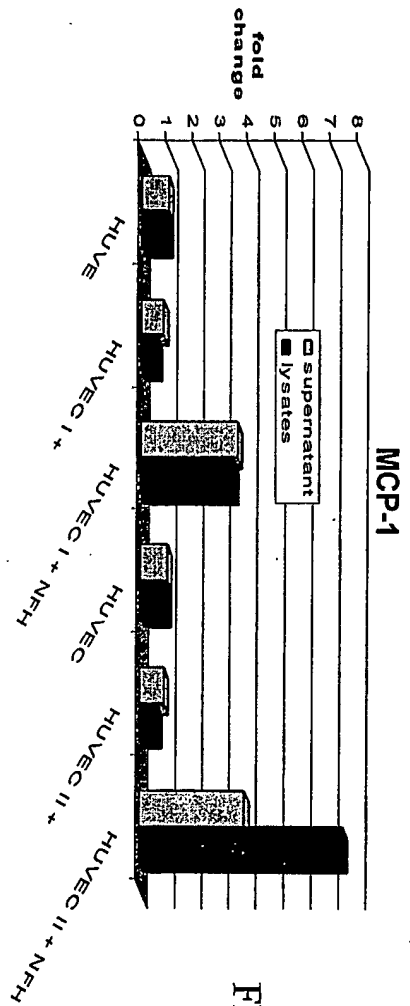 MCP-1
fold
change
8
7
6
5
4
3
2
1
0
supernatant
lysates
HUVE
HUVEC I +
HUVEC I + NFH
HUVEC
HUVEC II +
HUVEC II + NFH